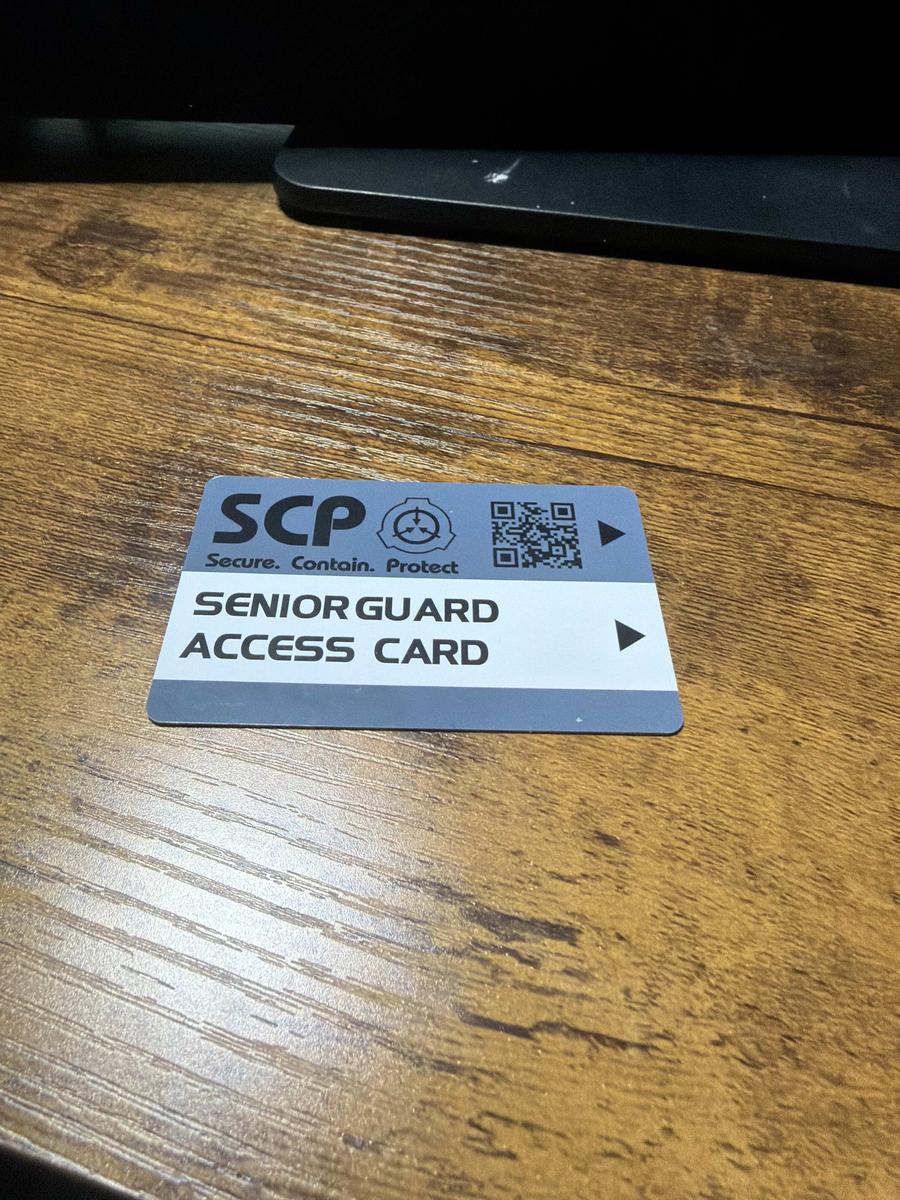 SCP
Secure. Contain. Protect
SENIOR GUARD
ACCESS CARD